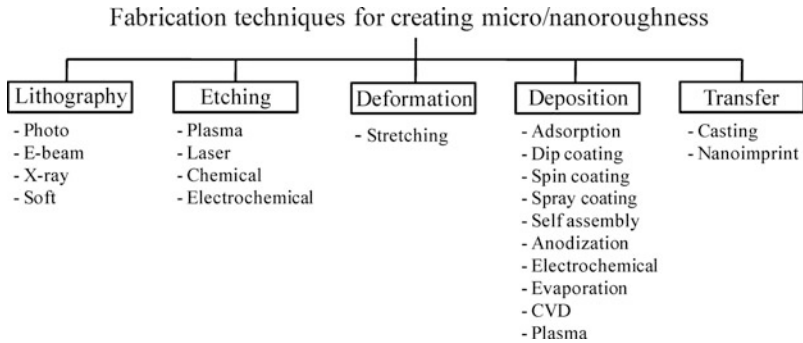 Fabrication techniques for creating micro/nanoroughness
Lithography
- Photo
- E-beam
- X-ray
- Soft
Etching
- Plasma
- Laser
- Chemical
- Electrochemical
Deformation
- Stretching
Deposition
- Adsorption
- Dip coating
- Spin coating
- Spray coating
- Self assembly
- Anodization
- Electrochemical
- Evaporation
- CVD
- Plasma
Transfer
- Casting
- Nanoimprint